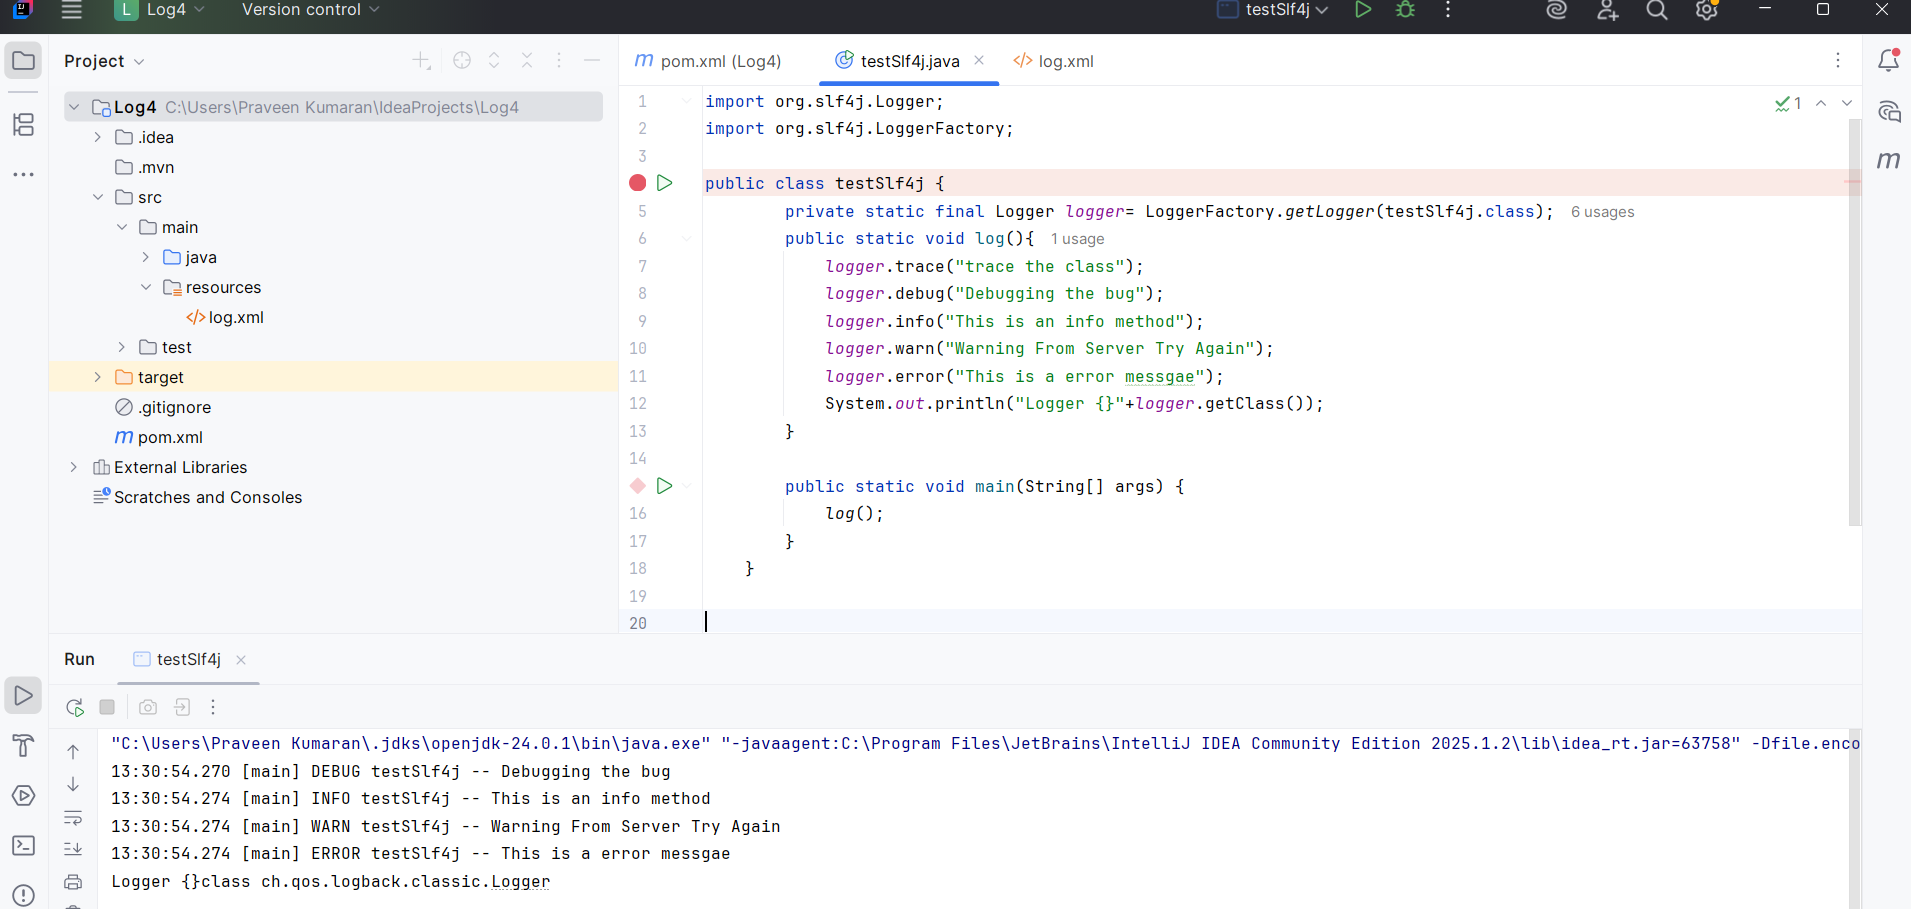 L Log4 Version control testSlf4j
Project
Log4 C:\Users\Praveen Kumaran\IdeaProjects\Log4
.idea
.mvn
src
main
java
resources
</> log.xml
test
target
.gitignore
m pom.xml
External Libraries
Scratches and Consoles
m pom.xml (Log4) testSlf4j.java </> log.xml
1 import org.slf4j.Logger;
2 import org.slf4j.LoggerFactory;
3
public class testSlf4j {
5 private static final Logger logger= LoggerFactory.getLogger(testSlf4j.class); 6 usages
6 public static void log(){ 1 usage
7 logger.trace("trace the class");
8 logger.debug("Debugging the bug");
9 logger.info("This is an info method");
10 logger.warn("Warning From Server Try Again");
11 logger.error("This is a error messgae");
12 System.out.println("Logger {}"+logger.getClass());
13 }
14
public static void main(String[] args) {
16 log();
17 }
18 }
19
20
1
m
Run testSlf4j
"C:\Users\Praveen Kumaran\.jdks\openjdk-24.0.1\bin\java.exe" "-javaagent:C:\Program Files\JetBrains\IntelliJ IDEA Community Edition 2025.1.2\lib\idea_rt.jar=63758" -Dfile.enco
13:30:54.270 [main] DEBUG testSlf4j -- Debugging the bug
13:30:54.274 [main] INFO testSlf4j -- This is an info method
13:30:54.274 [main] WARN testSlf4j -- Warning From Server Try Again
13:30:54.274 [main] ERROR testSlf4j -- This is a error messgae
Logger {}class ch.qos.logback.classic.Logger